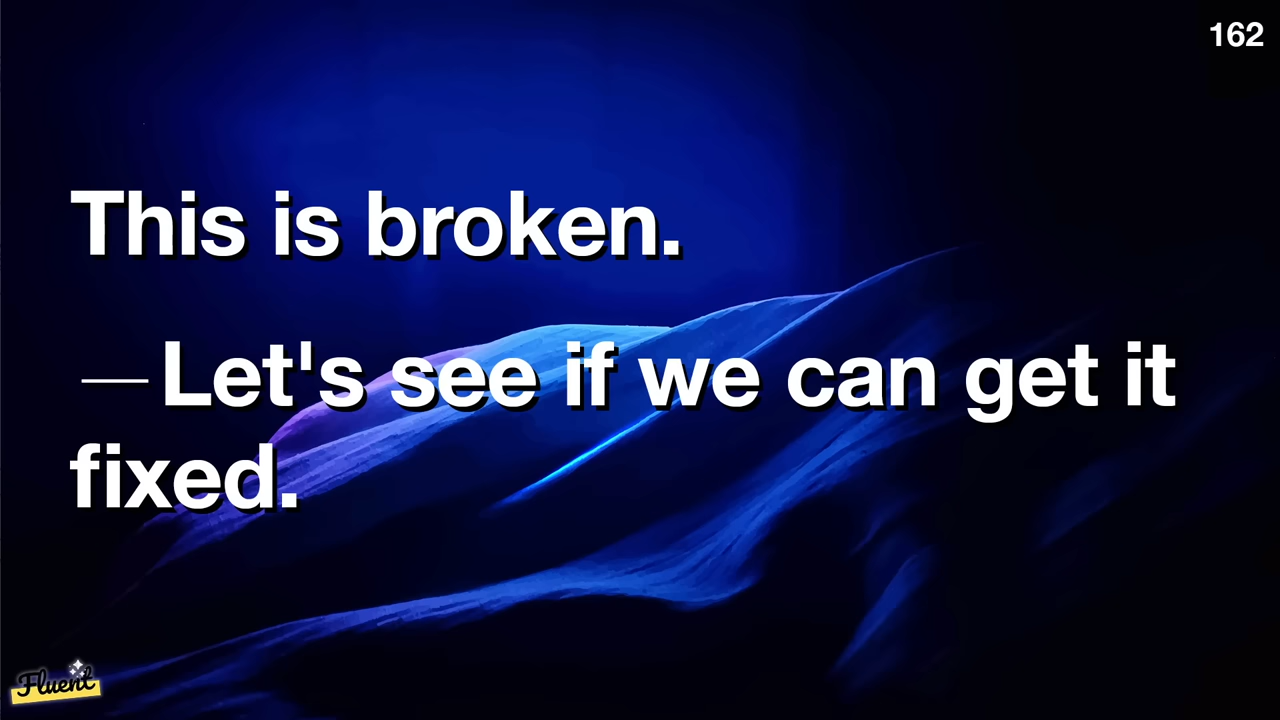 162
This is broken.
—Let's see if we can get it
fixed.
Fluent